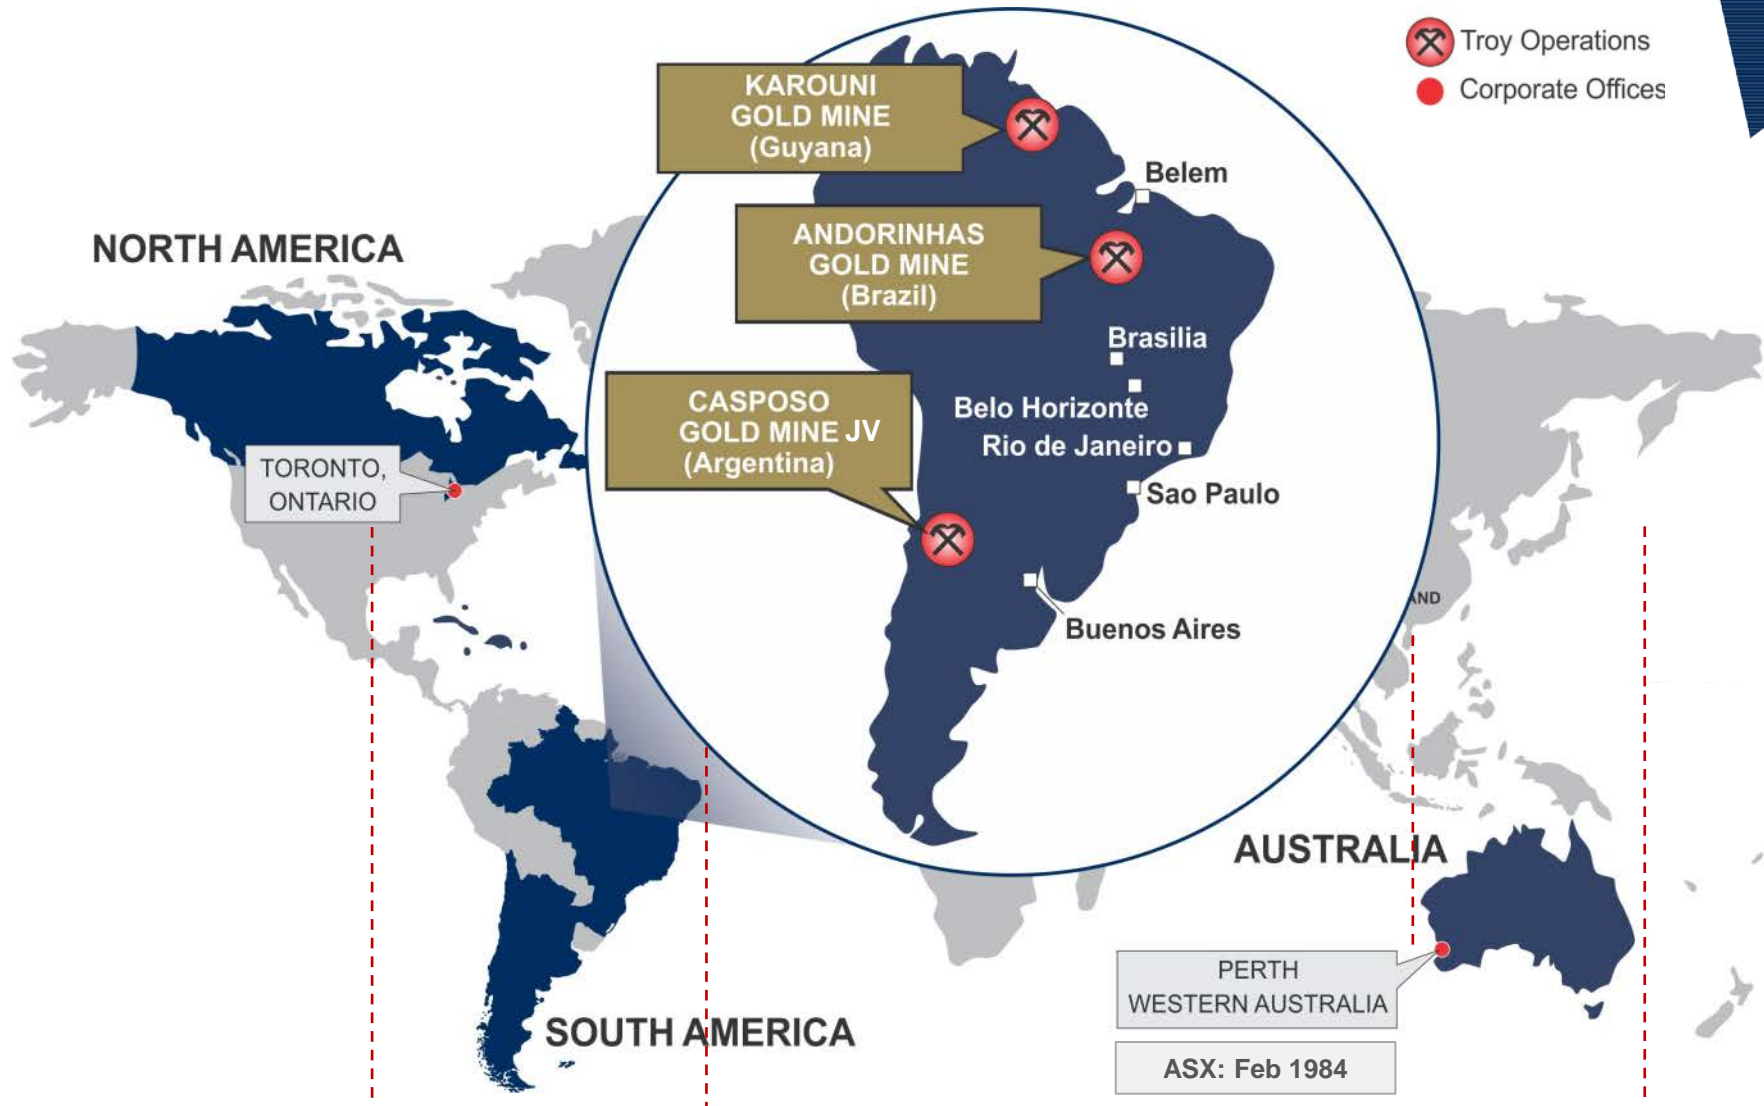 Troy Operations
Corporate Offices
KAROUNI
GOLD MINE
(Guyana)
Belem
NORTH AMERICA
ANDORINHAS
GOLD MINE
(Brazil)
Brasilia
CASPOSO
GOLD MINE JV
(Argentina)
Belo Horizonte
Rio de Janeiro
TORONTO,
ONTARIO
Sao Paulo
AND
Buenos Aires
AUSTRALIA
PERTH
WESTERN AUSTRALIA
SOUTH AMERICA
ASX: Feb 1984